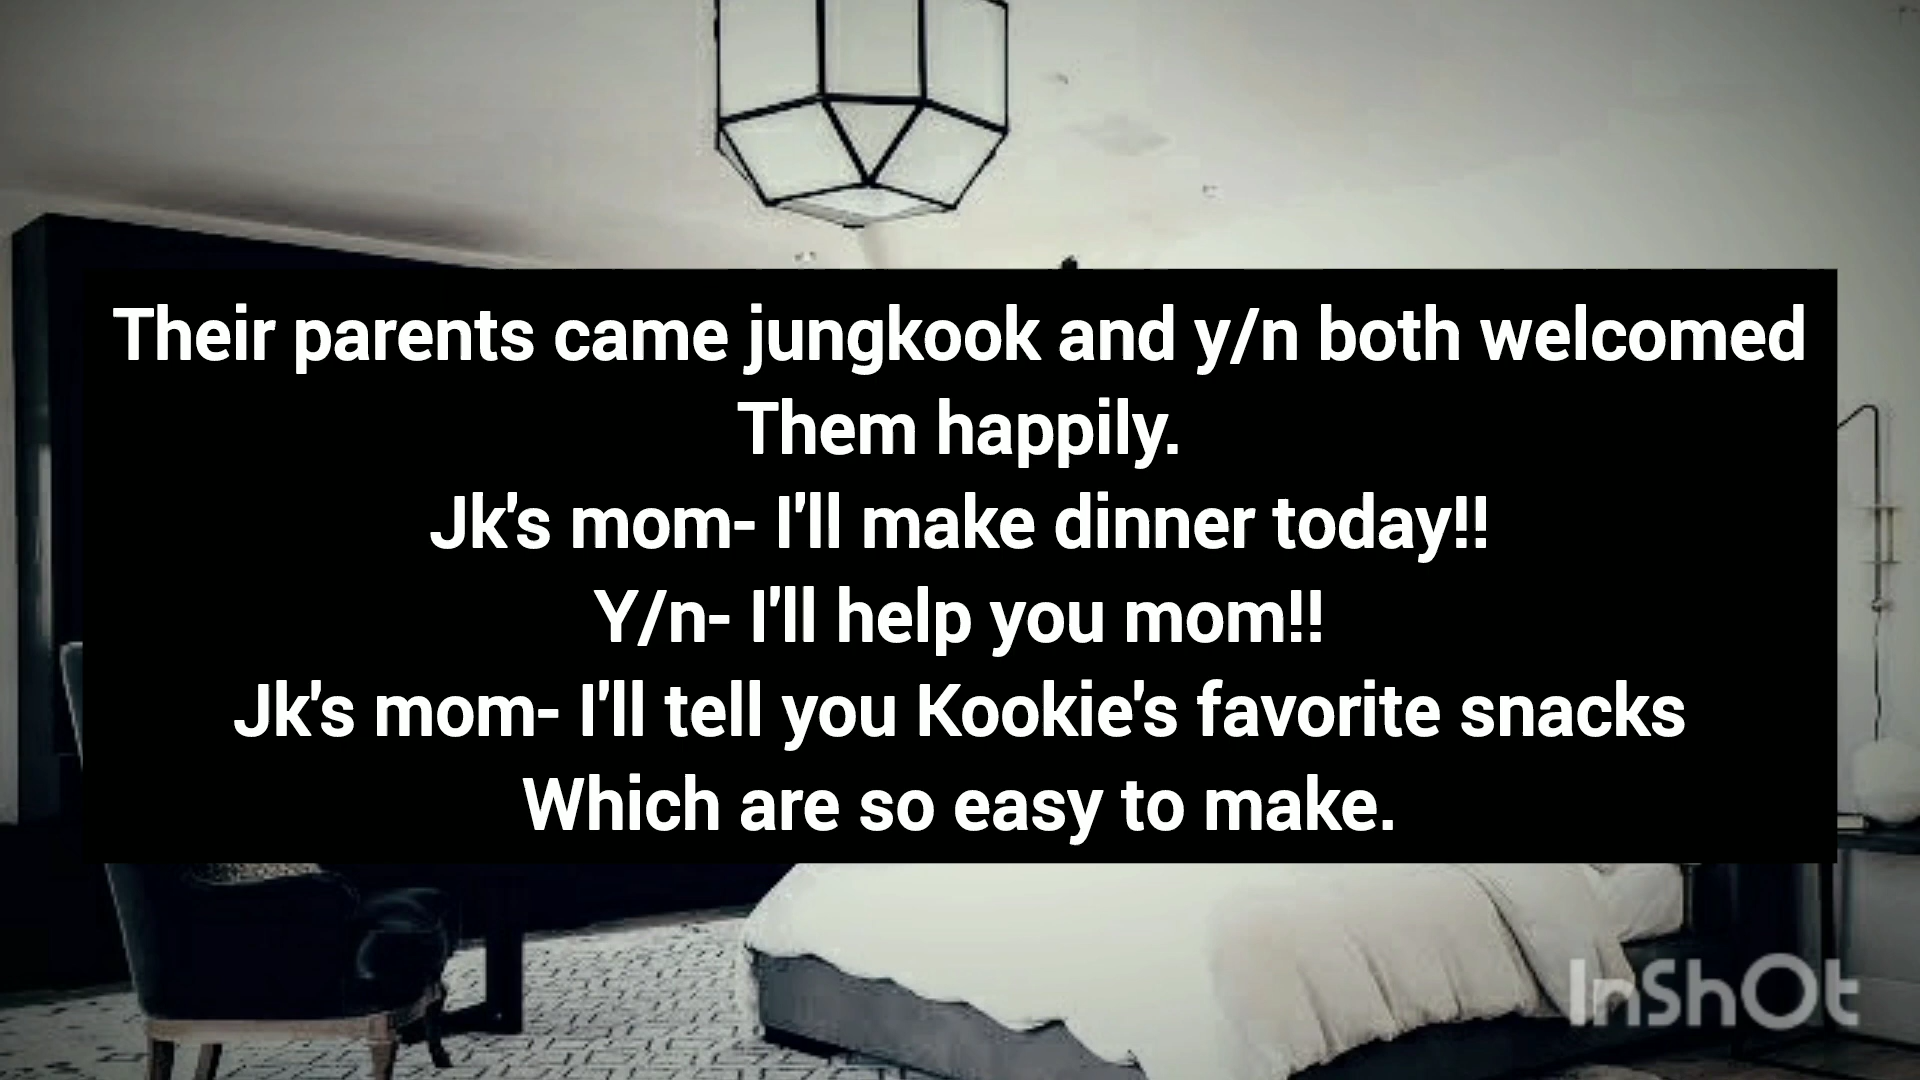 Their parents came jungkook and y/n both welcomed
Them happily.
Jk's mom- I'll make dinner today!!
Y/n- I'll help you mom!!
Jk's mom- I'll tell you Kookie's favorite snacks
Which are so easy to make.
InShOt